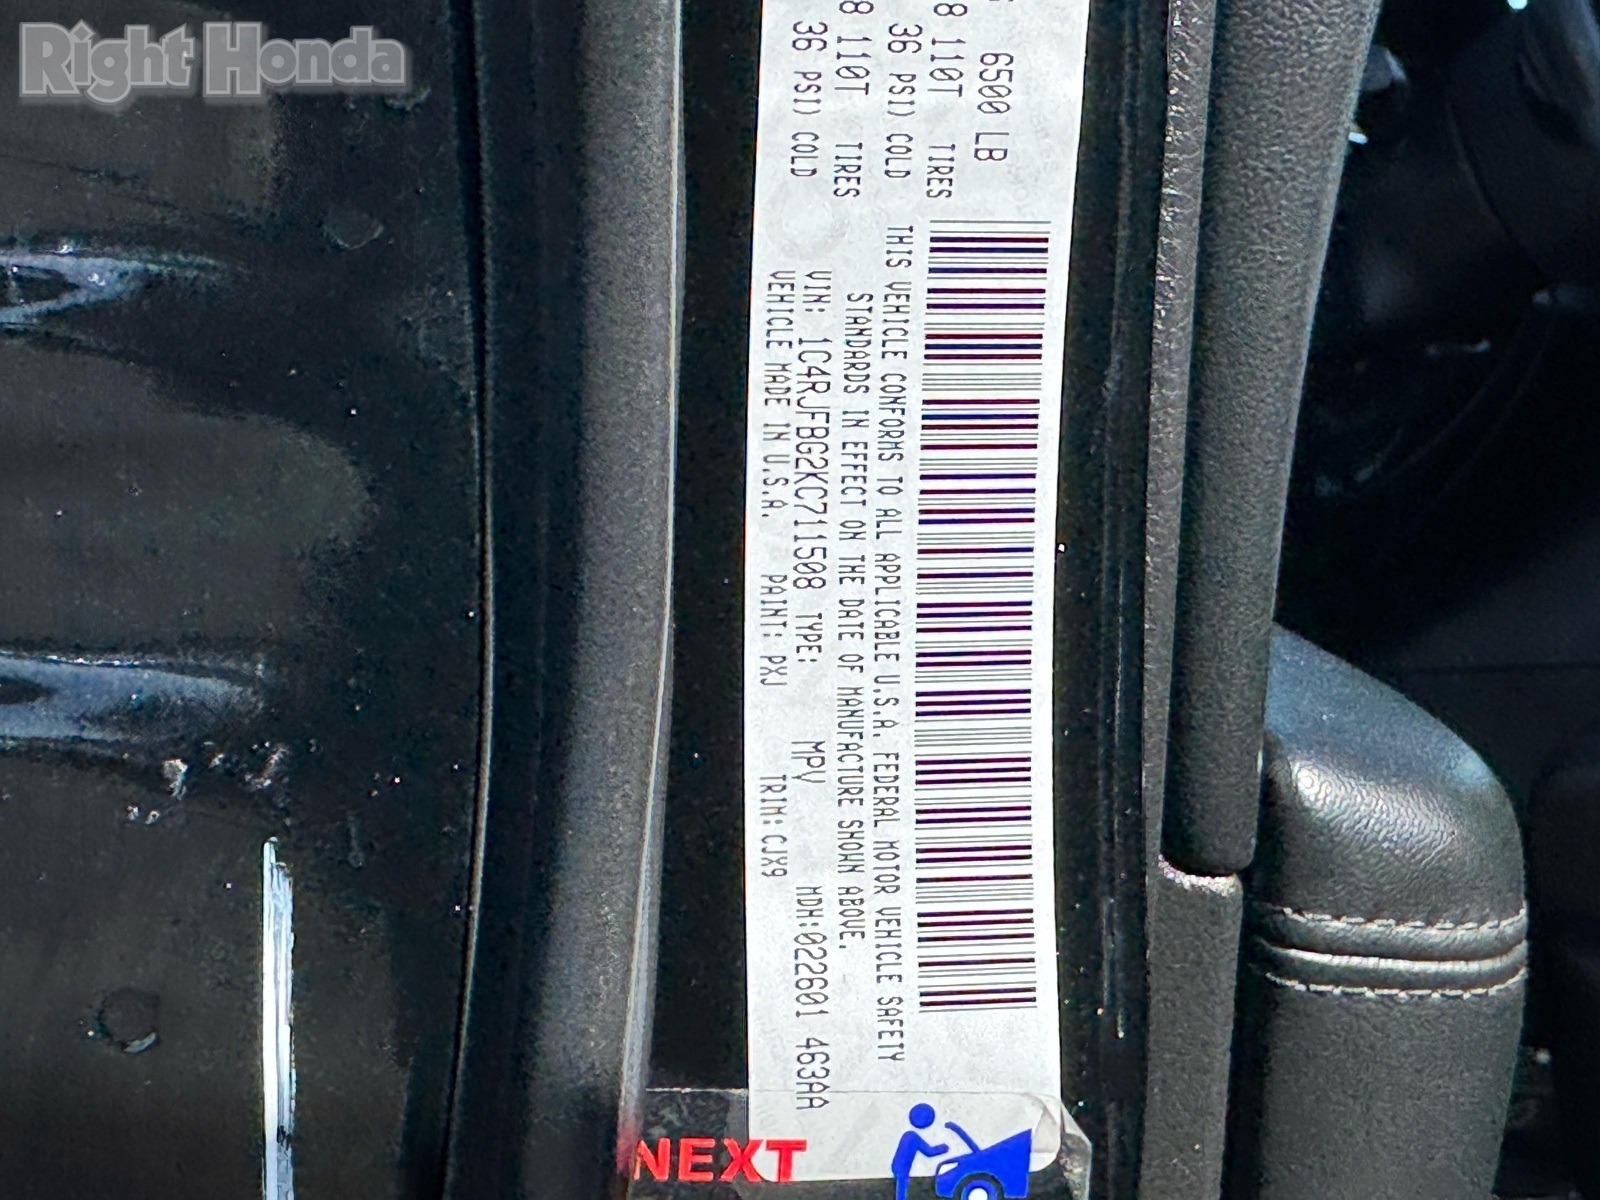 Right Honda
6500 LB
8 110T TIRES
36 PSI) COLD
8 110T TIRES
36 PSI) COLD
THIS VEHICLE CONFORMS TO ALL APPLICABLE U.S.A. FEDERAL MOTOR VEHICLE SAFETY
STANDARDS IN EFFECT ON THE DATE OF MANUFACTURE SHOWN ABOVE.
VIN: 1C4RJFBG2KC711508 TYPE: MPV MDH:022601 463AA
VEHICLE MADE IN U.S.A. PAINT: PXJ TRIM:CJX9
NEXT